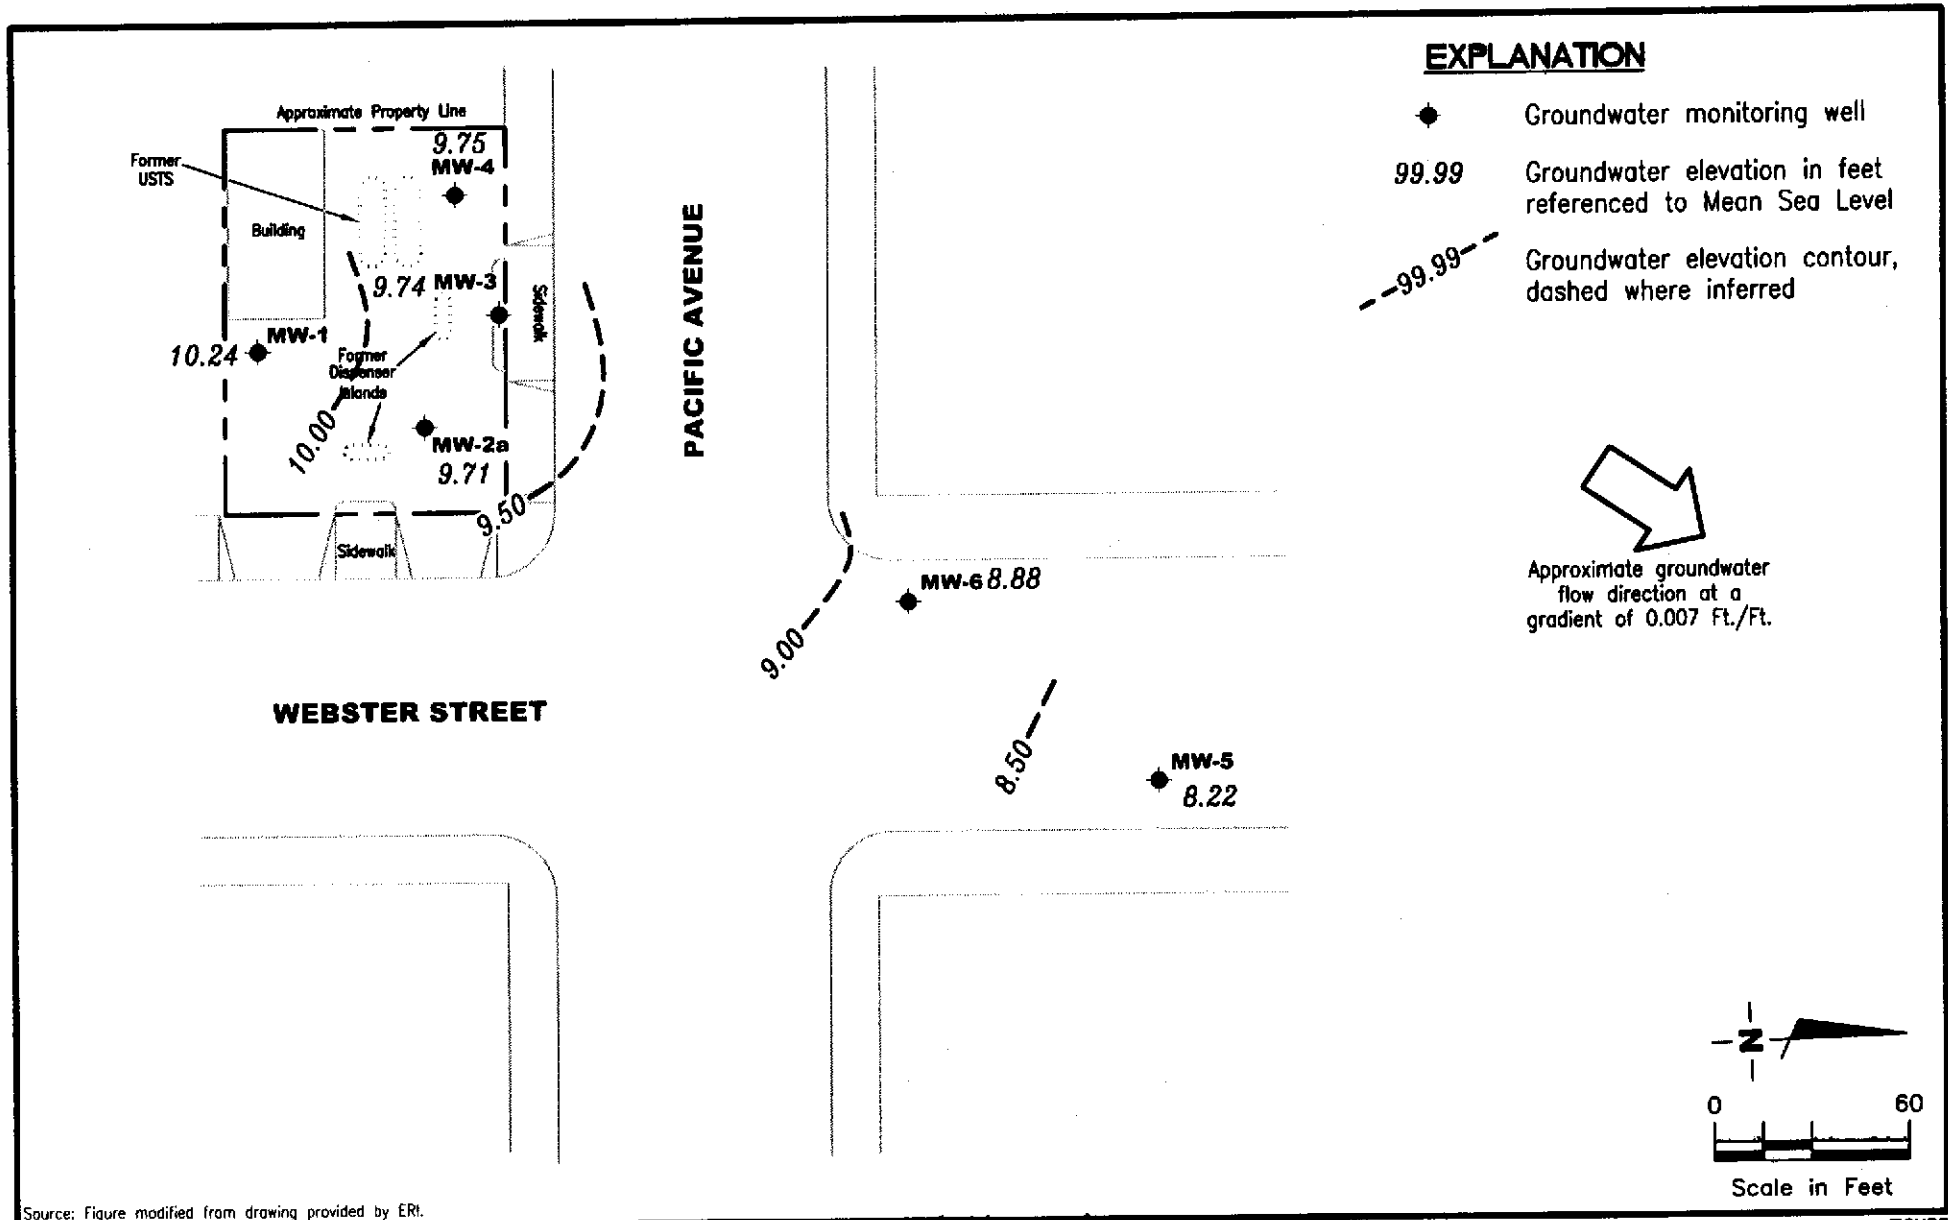 EXPLANATION
Groundwater monitoring well
99.99
Groundwater elevation in feet
referenced to Mean Sea Level
99.99
Groundwater elevation contour,
dashed where inferred
Approximate Property Line
9.75
MW-4
Former
USTS
Building
9.74 MW-3
Sidewalk
MW-1
10.24
Former
Dispenser
Islands
10.00
MW-2a
9.71
9.50
Sidewalk
PACIFIC AVENUE
MW-6 8.88
9.00
WEBSTER STREET
8.50
MW-5
8.22
Approximate groundwater
flow direction at a
gradient of 0.007 Ft./Ft.
N
0 60
Scale in Feet
Source: Figure modified from drawing provided by ERI.